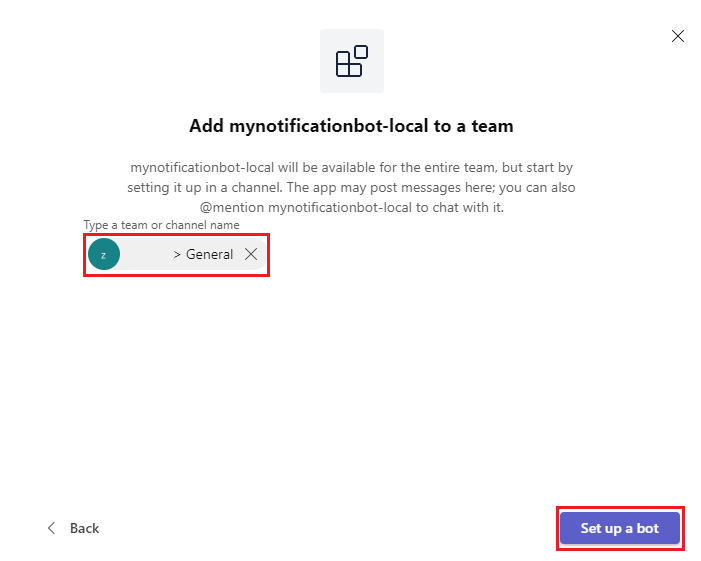 Add mynotificationbot-local to a team
mynotificationbot-local will be available for the entire team, but start by
setting it up in a channel. The app may post messages here; you can also
@mention mynotificationbot-local to chat with it.
Type a team or channel name
z > General
Back
Set up a bot